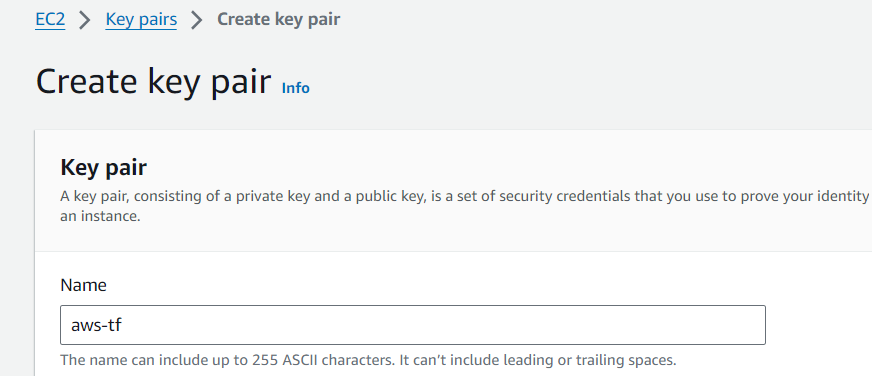 EC2 > Key pairs > Create key pair
Create key pair Info
Key pair
A key pair, consisting of a private key and a public key, is a set of security credentials that you use to prove your identity
an instance.
Name
aws-tf
The name can include up to 255 ASCII characters. It can’t include leading or trailing spaces.